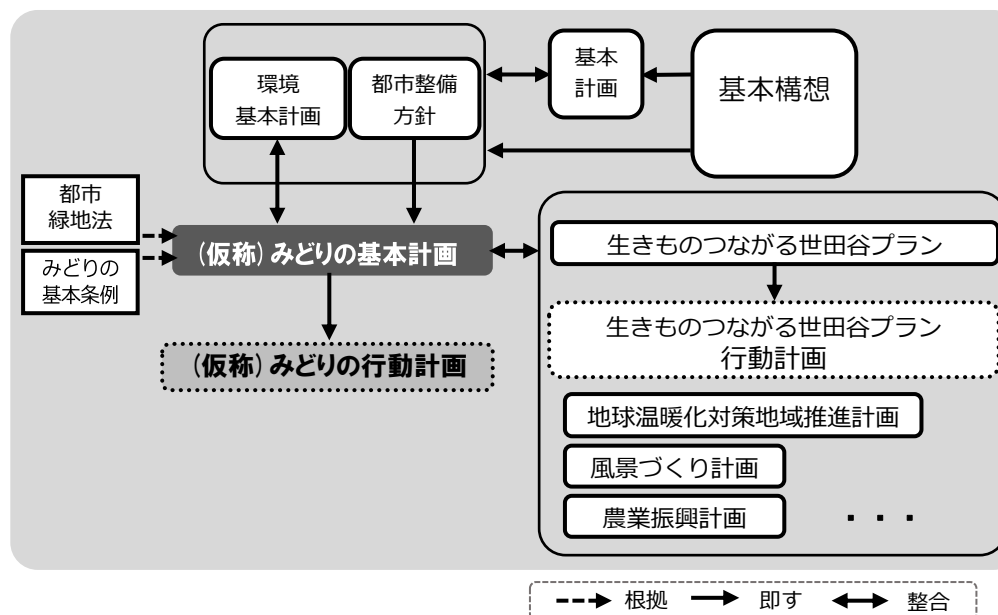 環境
基本計画
都市整備
方針
基本
計画
基本構想
都市
緑地法
みどりの
基本条例
(仮称)みどりの基本計画
(仮称)みどりの行動計画
生きものつながる世田谷プラン
生きものつながる世田谷プラン
行動計画
地球温暖化対策地域推進計画
風景づくり計画
農業振興計画
・・・
根拠
即す
整合